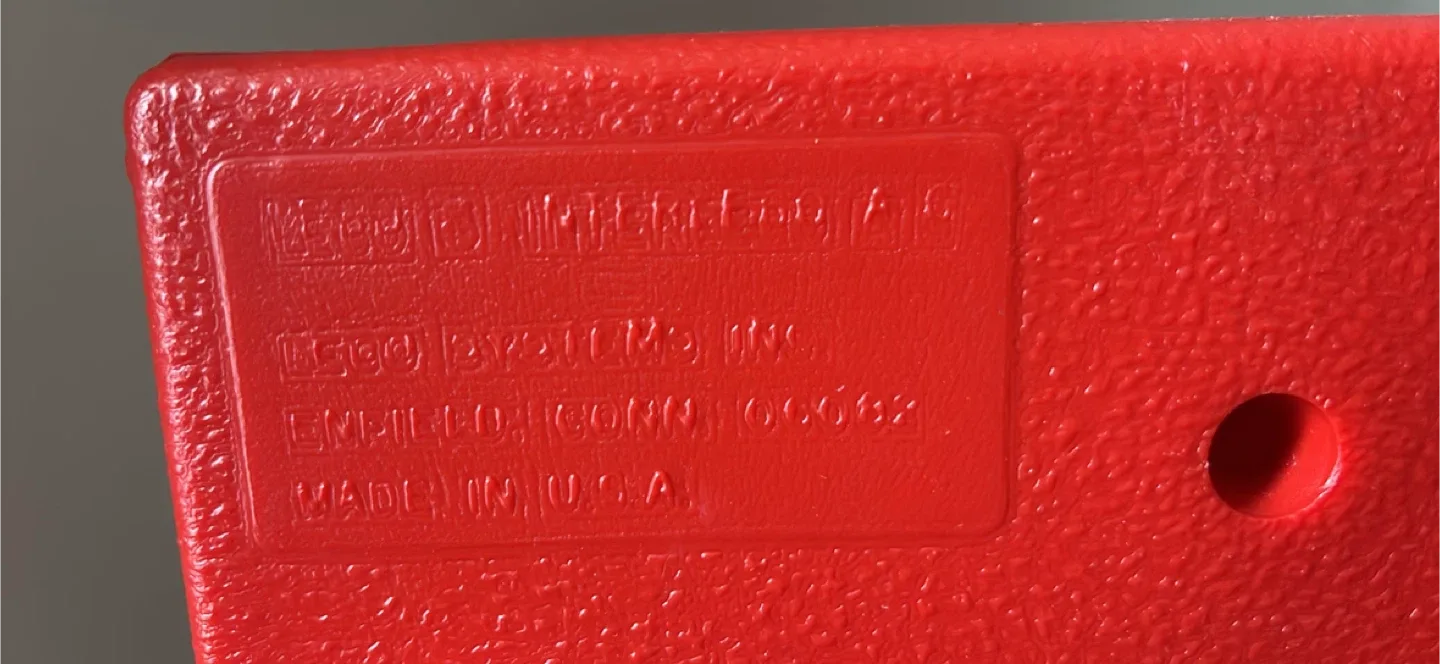 LEGO ® INTERLEGO A G
LEGO SYSTEMS INC.
ENFIELD, CONN. 06082
MADE IN U.S.A.